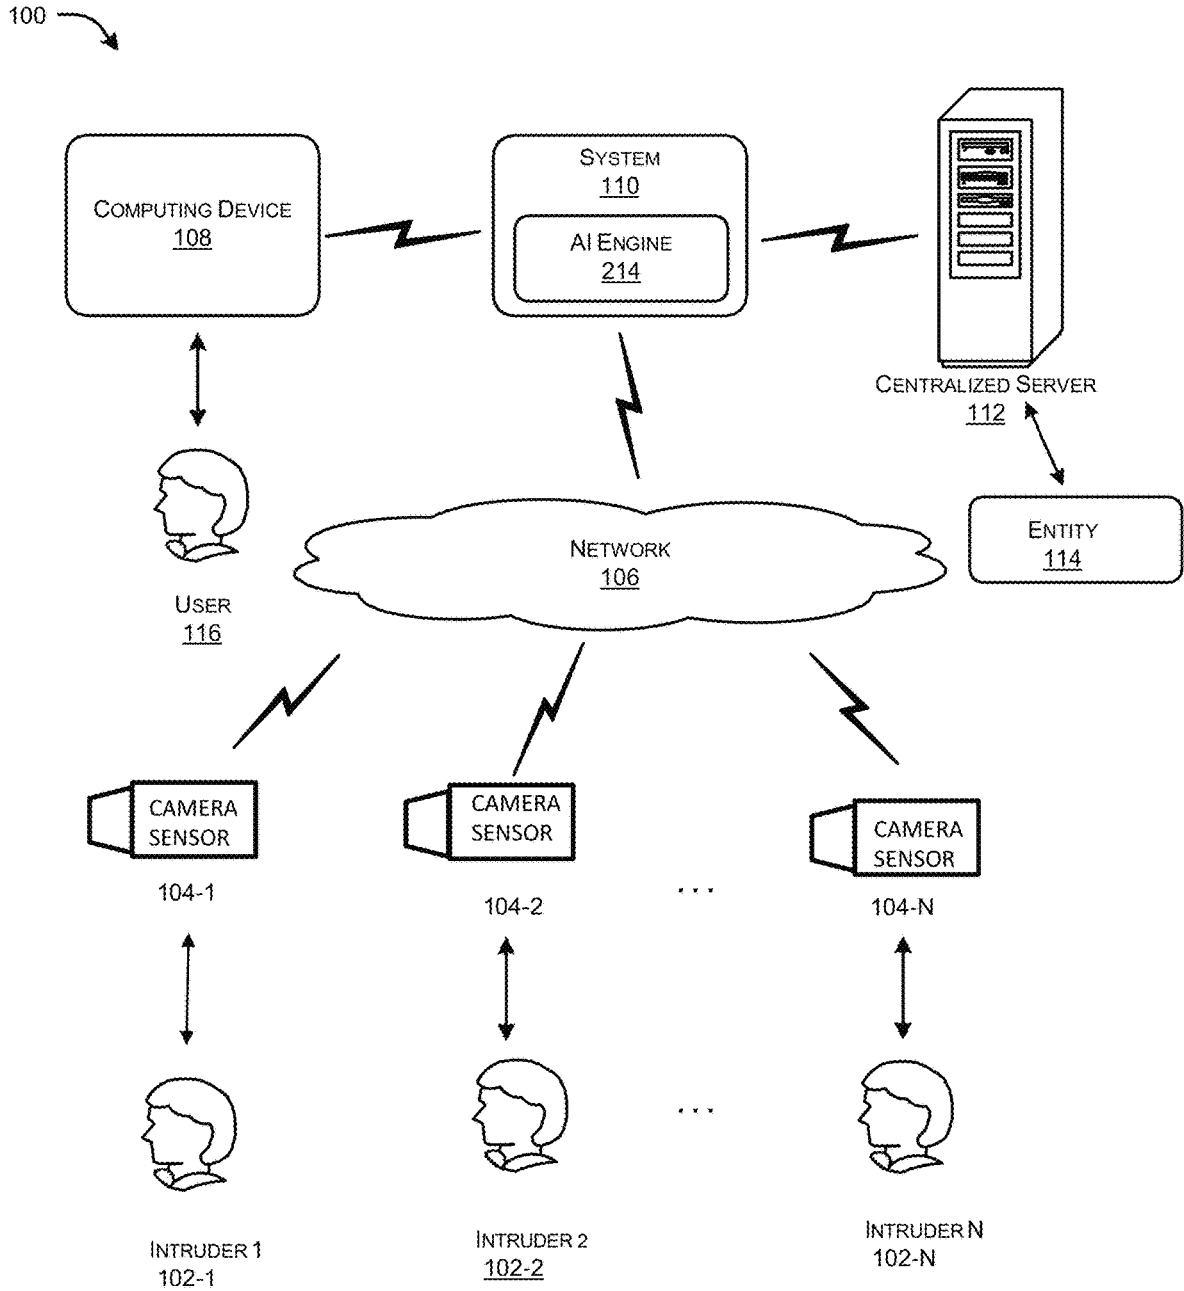 100
SYSTEM
110
COMPUTING DEVICE
108
AI ENGINE
214
CENTRALIZED SERVER
112
ENTITY
114
NETWORK
106
USER
116
CAMERA
SENSOR
104-1
CAMERA
SENSOR
104-2
...
CAMERA
SENSOR
104-N
...
INTRUDER 1
102-1
INTRUDER 2
102-2
INTRUDER N
102-N